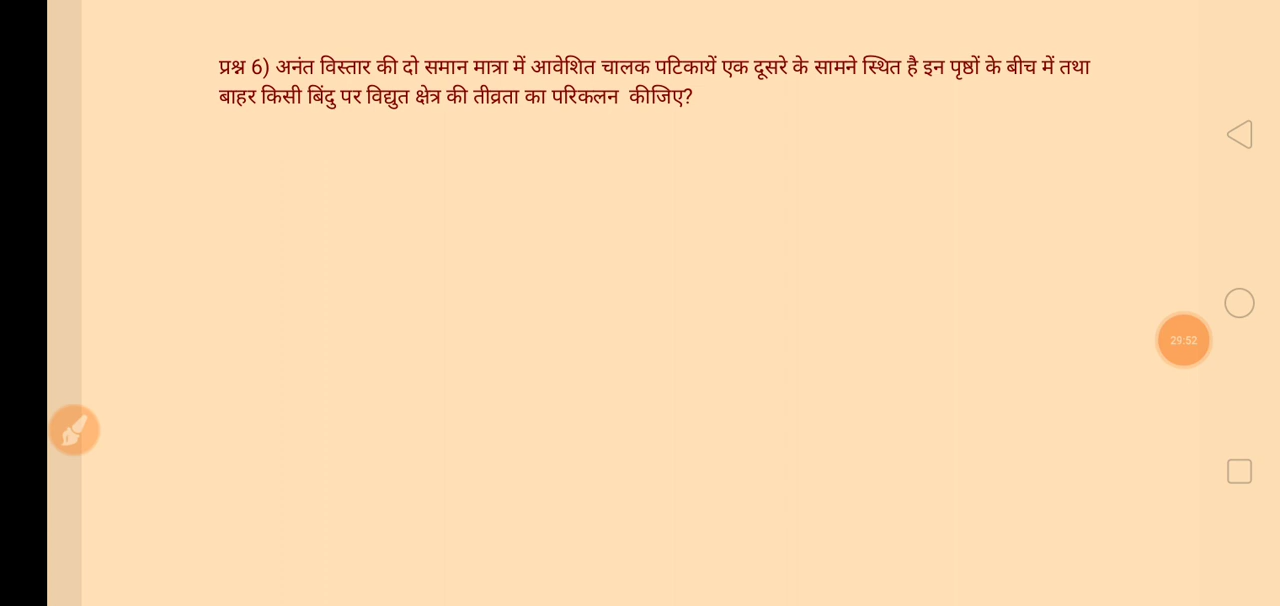 प्रश्न 6) अनंत विस्तार की दो समान मात्रा में आवेशित चालक पटिकायें एक दूसरे के सामने स्थित है इन पृष्ठों के बीच में तथा
बाहर किसी बिंदु पर विद्युत क्षेत्र की तीव्रता का परिकलन कीजिए?
29:52